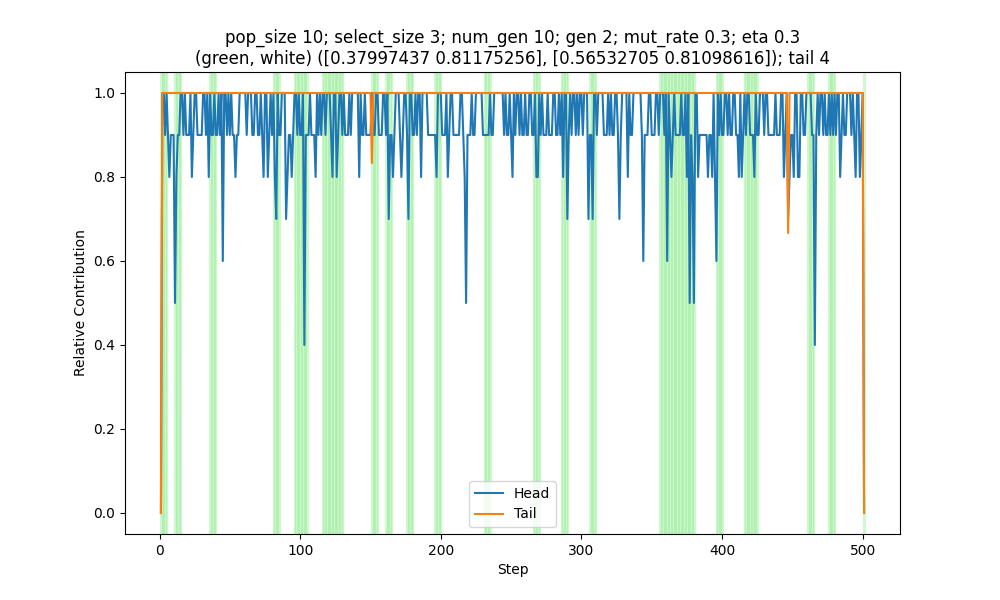 pop_size 10; select_size 3; num_gen 10; gen 2; mut_rate 0.3; eta 0.3
(green, white) ([0.37997437 0.81175256], [0.56532705 0.81098616]); tail 4
1.0
0.8
0.6
0.4
0.2
0.0
Relative Contribution
Head
Tail
0
100
200
300
400
500
Step